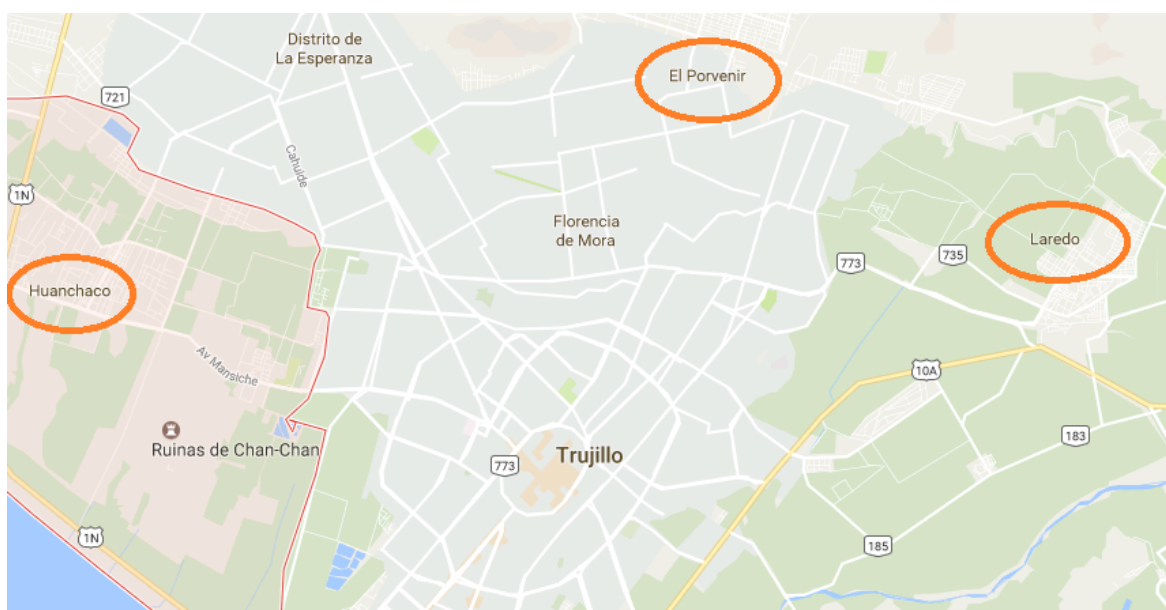 Distrito de
La Esperanza
El Porvenir
721
Cahuide
1N
Florencia
de Mora
Laredo
773
735
Huanchaco
Av Mansiche
10A
Ruinas de Chan-Chan
773
Trujillo
183
1N
185